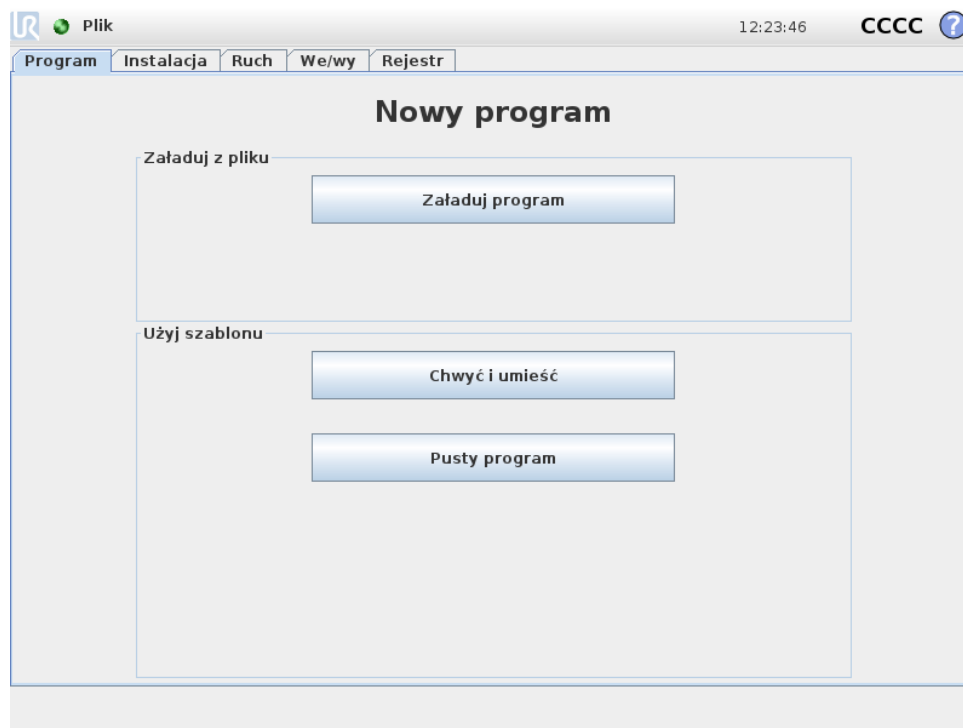 UR Plik 12:23:46 CCCC ?
Program Instalacja Ruch We/wy Rejestr
Nowy program
Załaduj z pliku
Załaduj program
Użyj szablonu
Chwyć i umieść
Pusty program